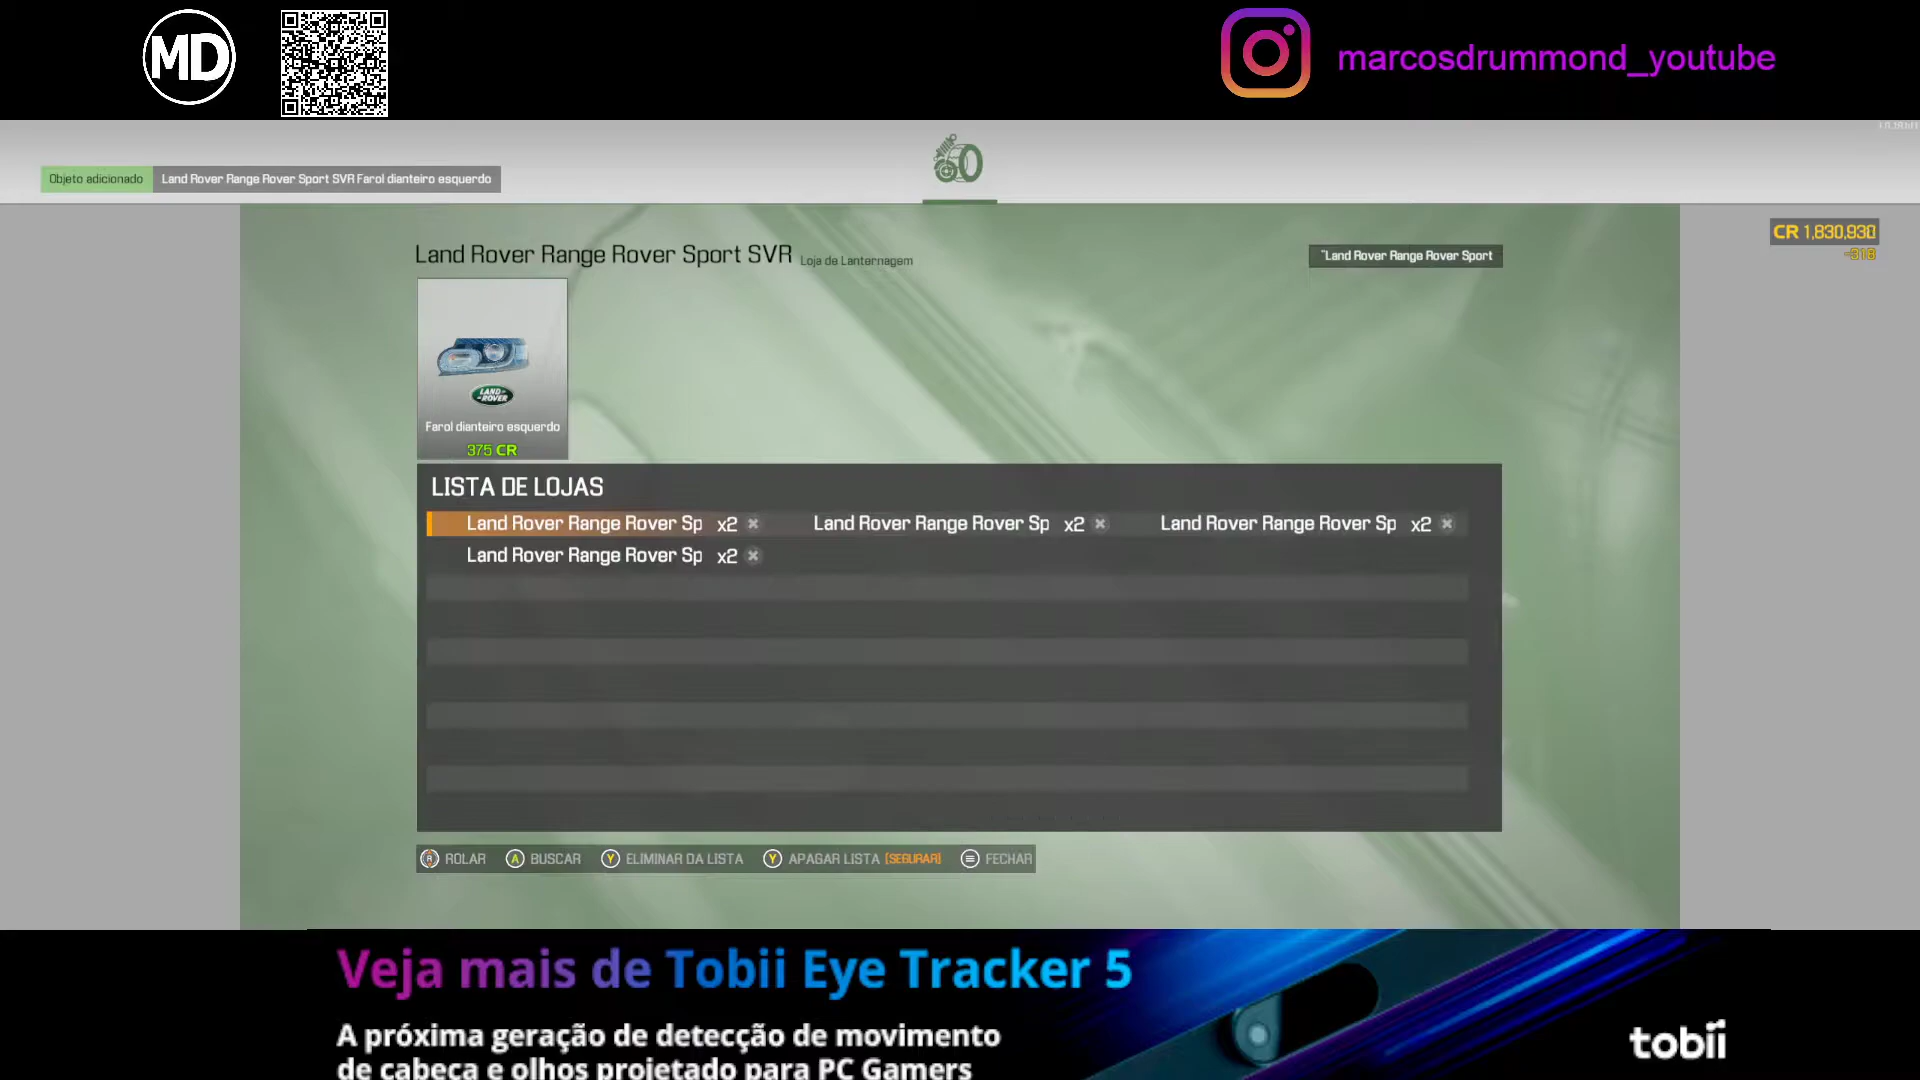 MD
marcosdrummond_youtube
Objeto adicionado Land Rover Range Rover Sport SVR Farol dianteiro esquerdo
CR 1,830,930
-318
Land Rover Range Rover Sport SVR Loja de Lanternagem
"Land Rover Range Rover Sport
LAND-
-ROVER
Farol dianteiro esquerdo
375 CR
LISTA DE LOJAS
Land Rover Range Rover Sp x2 Land Rover Range Rover Sp x2 Land Rover Range Rover Sp x2
Land Rover Range Rover Sp x2
R ROLAR A BUSCAR Y ELIMINAR DA LISTA Y APAGAR LISTA [SEGURAR] FECHAR
Veja mais de Tobii Eye Tracker 5
A próxima geração de detecção de movimento
de cabeça e olhos projetado para PC Gamers
tobii